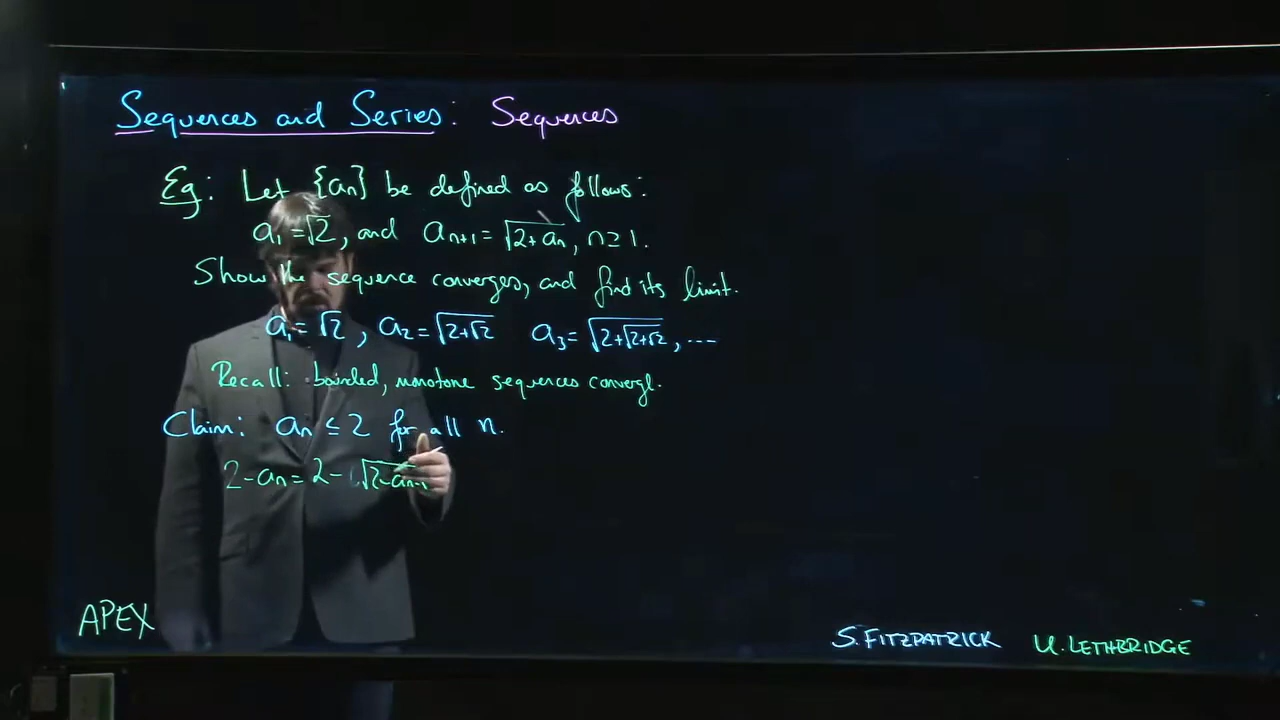 Sequences and Series: Sequences
Eg: Let {an} be defined as follows:
a₁ = √2, and aₙ₊₁ = √(2+aₙ), n ≥ 1.
Show the sequence converges, and find its limit.
a₁ = √2, a₂ = √(2+√2) a₃ = √(2+√(2+√2)), ...
Recall: bounded, monotone sequences converge.
Claim: aₙ ≤ 2 for all n.
2-aₙ = 2-√(2-aₙ₋₁
APEX
S. FITZPATRICK U. LETHBRIDGE